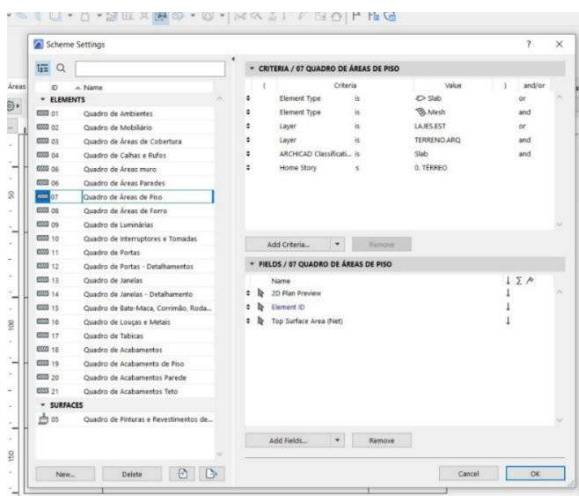 Scheme Settings
?
Areas
ID Name
ELEMENTS
01 Quadro de Ambientes
02 Quadro de Mobiliário
03 Quadro de Áreas de Cobertura
04 Quadro de Calhas e Rufos
06 Quadro de Áreas muro
06 Quadro de Áreas Paredes
07 Quadro de Áreas de Piso
08 Quadro de Áreas de Forro
09 Quadro de Luminárias
10 Quadro de Interruptores e Tomadas
11 Quadro de Portas
12 Quadro de Portas - Detalhamentos
13 Quadro de Janelas
14 Quadro de Janelas - Detalhamento
15 Quadro de Bate-Maca, Corrimão, Roda...
16 Quadro de Louças e Metais
17 Quadro de Tabicas
18 Quadro de Acabamentos
19 Quadro de Acabamento de Piso
20 Quadro de Acabamentos Parede
21 Quadro de Acabamentos Teto
SURFACES
05 Quadro de Pinturas e Revestimentos de...
New... Delete
CRITERIA / 07 QUADRO DE ÁREAS DE PISO
( Criteria Value ) and/or
Element Type is Slab or
Element Type is Mesh and
Layer is LAJES.EST or
Layer is TERRENO.ARQ and
ARCHICAD Classificati... is Slab and
Home Story s 0. TÉRREO
Add Criteria... Remove
FIELDS / 07 QUADRO DE ÁREAS DE PISO
Name
2D Plan Preview
Element ID
Top Surface Area (Net)
Add Fields... Remove
Cancel OK
50
100
150